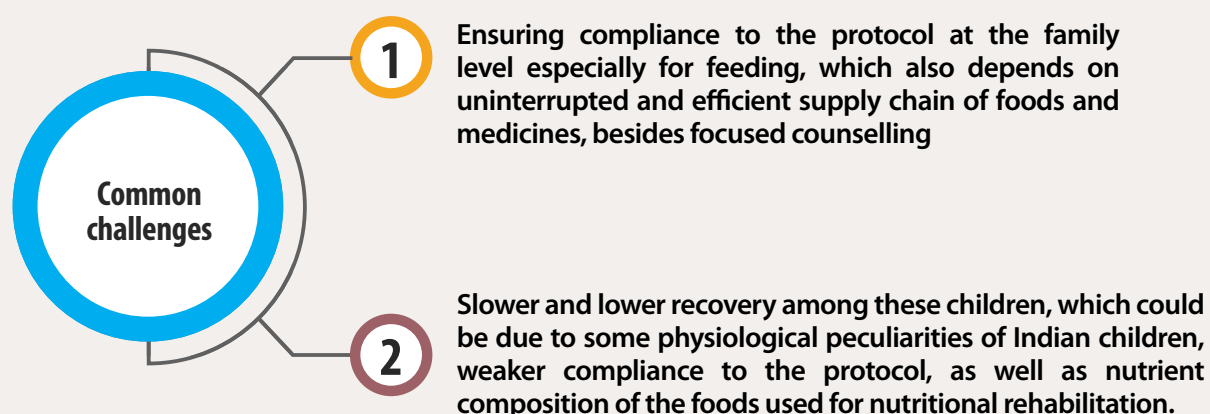 Common
challenges
1
Ensuring compliance to the protocol at the family
level especially for feeding, which also depends on
uninterrupted and efficient supply chain of foods and
medicines, besides focused counselling
2
Slower and lower recovery among these children, which could
be due to some physiological peculiarities of Indian children,
weaker compliance to the protocol, as well as nutrient
composition of the foods used for nutritional rehabilitation.